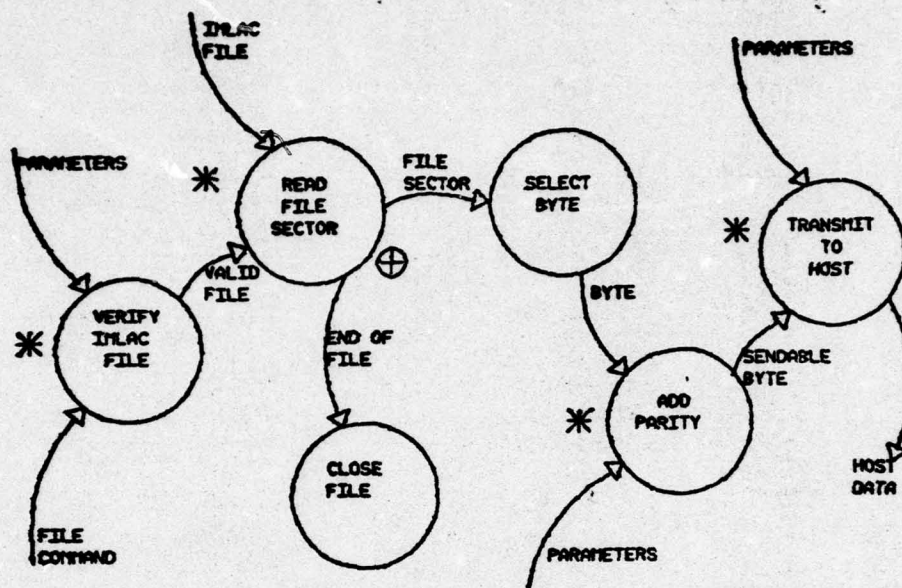 IMLAC
FILE
PARAMETERS
PARAMETERS
READ
FILE
SECTOR
FILE
SECTOR
SELECT
BYTE
TRANSMIT
TO
HOST
VALID
FILE
VERIFY
IMLAC
FILE
END OF
FILE
BYTE
SENDABLE
BYTE
ADD
PARITY
CLOSE
FILE
HOST
DATA
FILE
COMMAND
PARAMETERS